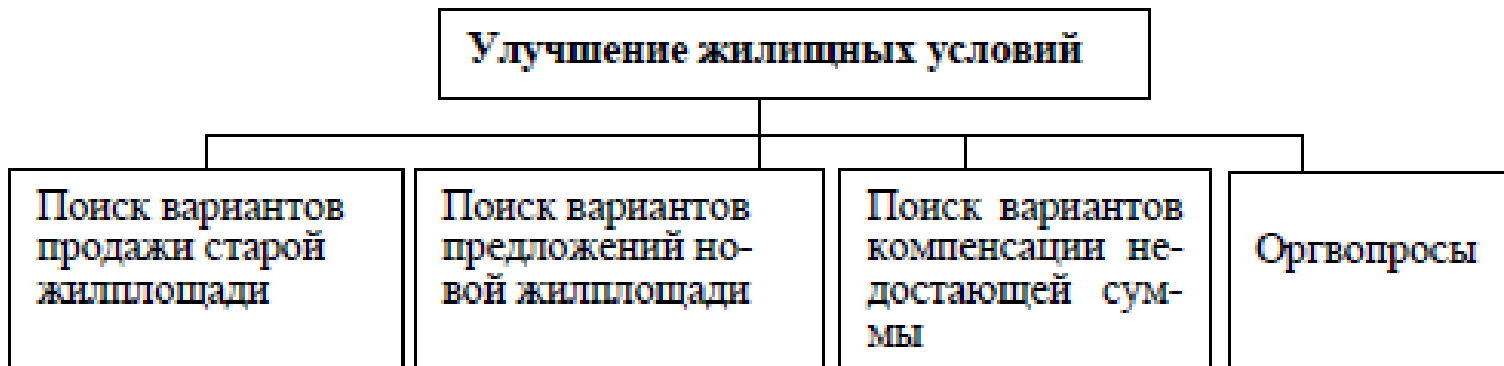 Улучшение жилищных условий
Поиск вариантов
продажи старой
жилплощади
Поиск вариантов
предложений но-
вой жилплощади
Поиск вариантов
компенсации не-
достающей сум-
мы
Оргвопросы